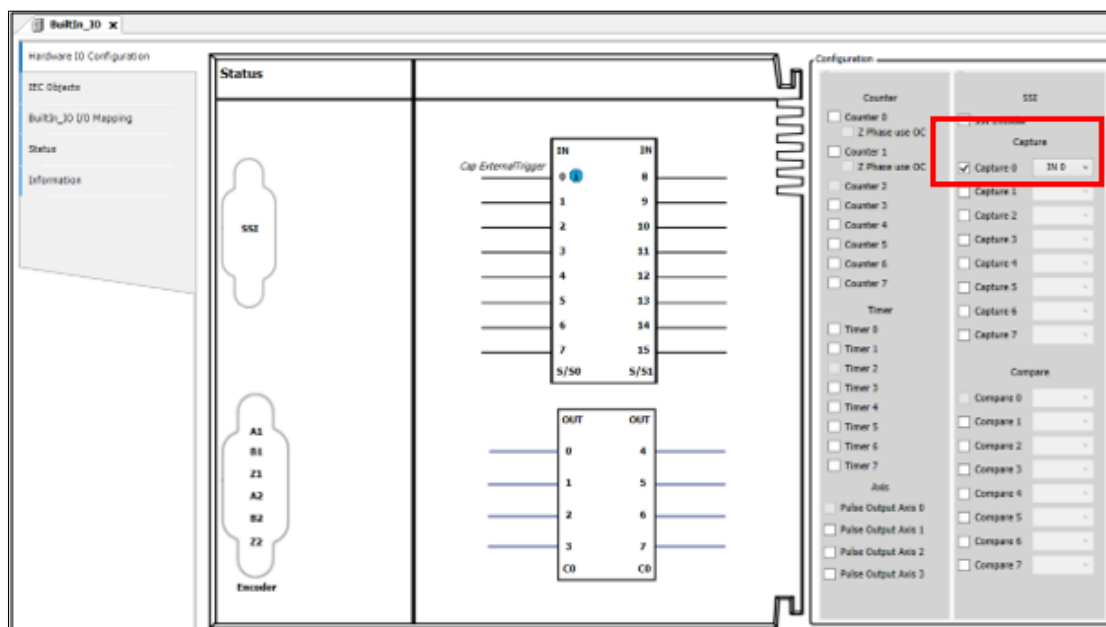 BuiltIn_IO x
Hardware IO Configuration
IEC Objects
BuiltIn_IO I/O Mapping
Status
Information
Status
SSI
A1
B1
Z1
A2
B2
Z2
Encoder
Cap ExternalTrigger
IN IN
0 i 8
1 9
2 10
3 11
4 12
5 13
6 14
7 15
S/S0 S/S1
OUT OUT
0 4
1 5
2 6
3 7
C0 C0
Configuration
Counter
Counter 0
Z Phase use OC
Counter 1
Z Phase use OC
Counter 2
Counter 3
Counter 4
Counter 5
Counter 6
Counter 7
Timer
Timer 0
Timer 1
Timer 2
Timer 3
Timer 4
Timer 5
Timer 6
Timer 7
Axis
Pulse Output Axis 0
Pulse Output Axis 1
Pulse Output Axis 2
Pulse Output Axis 3
SSI
Capture
Capture 0 IN 0
Capture 1
Capture 2
Capture 3
Capture 4
Capture 5
Capture 6
Capture 7
Compare
Compare 0
Compare 1
Compare 2
Compare 3
Compare 4
Compare 5
Compare 6
Compare 7